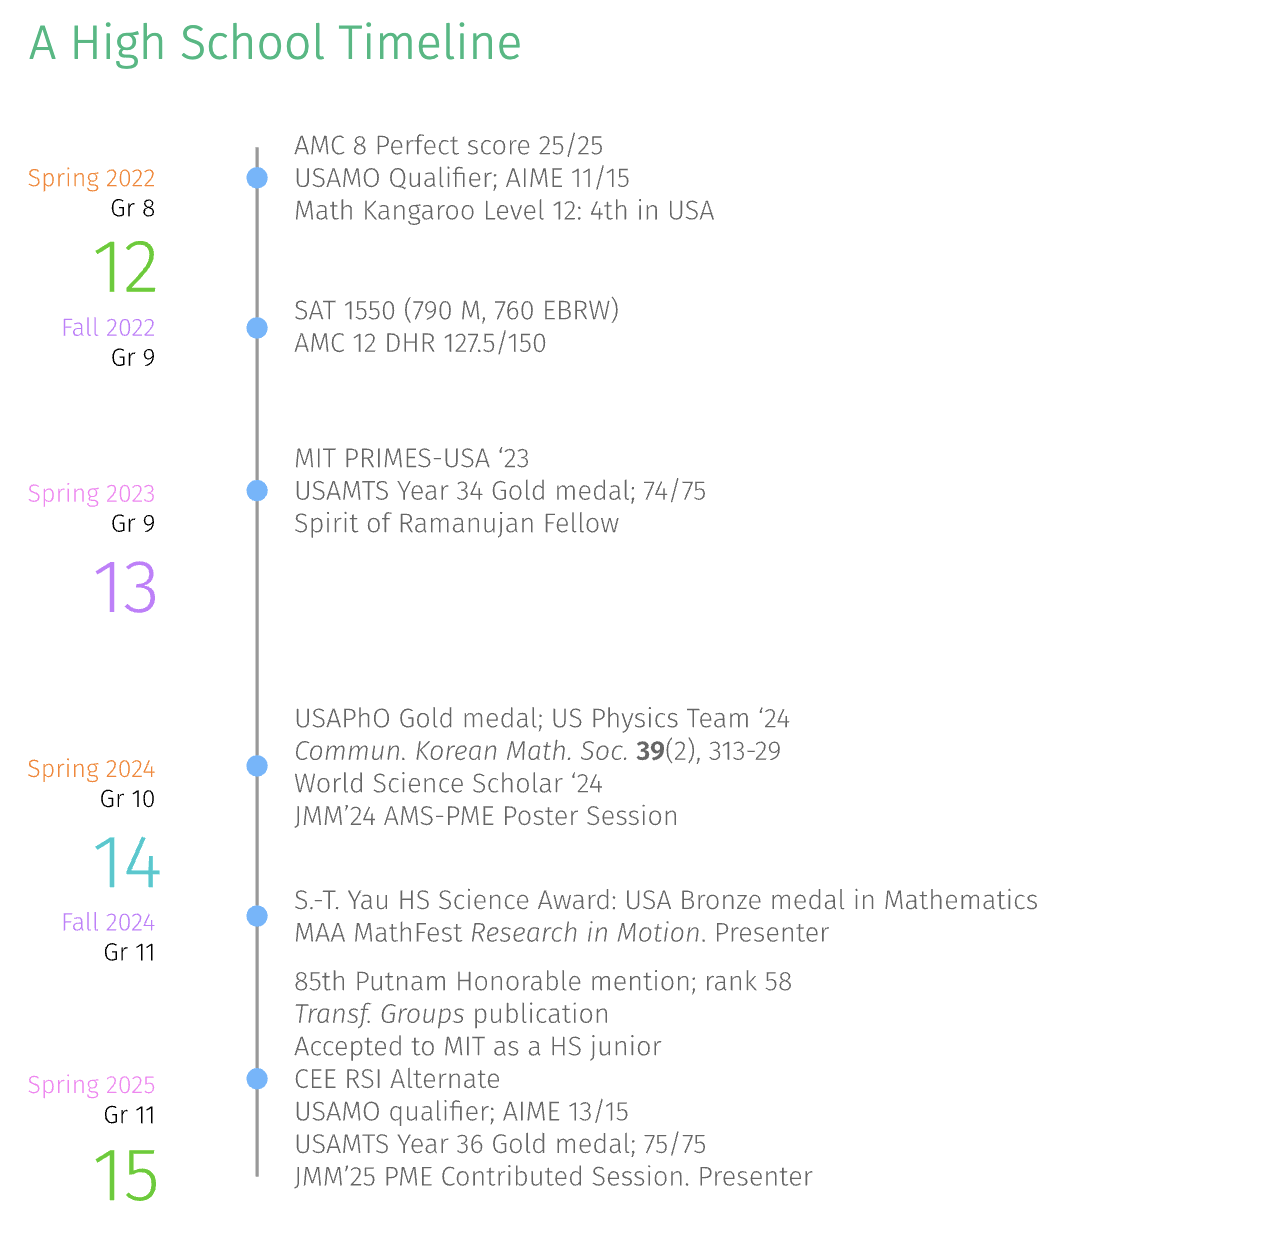 A High School Timeline
AMC 8 Perfect score 25/25
Spring 2022
USAMO Qualifier; AIME 11/15
Gr 8
Math Kangaroo Level 12: 4th in USA
12
SAT 1550 (790 M, 760 EBRW)
Fall 2022
AMC 12 DHR 127.5/150
Gr 9
MIT PRIMES-USA ‘23
Spring 2023
USAMTS Year 34 Gold medal; 74/75
Gr 9
Spirit of Ramanujan Fellow
13
USAPhO Gold medal; US Physics Team ‘24
Commun. Korean Math. Soc. 39(2), 313-29
Spring 2024
World Science Scholar ‘24
Gr 10
JMM’24 AMS-PME Poster Session
14
S.-T. Yau HS Science Award: USA Bronze medal in Mathematics
Fall 2024
MAA MathFest Research in Motion. Presenter
Gr 11
85th Putnam Honorable mention; rank 58
Transf. Groups publication
Accepted to MIT as a HS junior
CEE RSI Alternate
Spring 2025
USAMO qualifier; AIME 13/15
Gr 11
USAMTS Year 36 Gold medal; 75/75
JMM’25 PME Contributed Session. Presenter
15